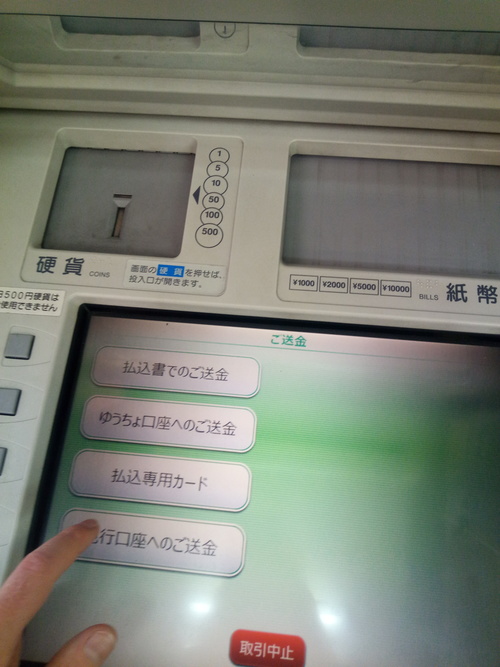 1
5
10
50
100
500
硬貨 COINS
画面の 硬貨 を押せば、
投入口が開きます。
¥1000 ¥2000 ¥5000 ¥10000
BILLS 紙幣
500円硬貨は
使用できません
ご送金
払込書でのご送金
ゆうちょ口座へのご送金
払込専用カード
行口座へのご送金
取引中止